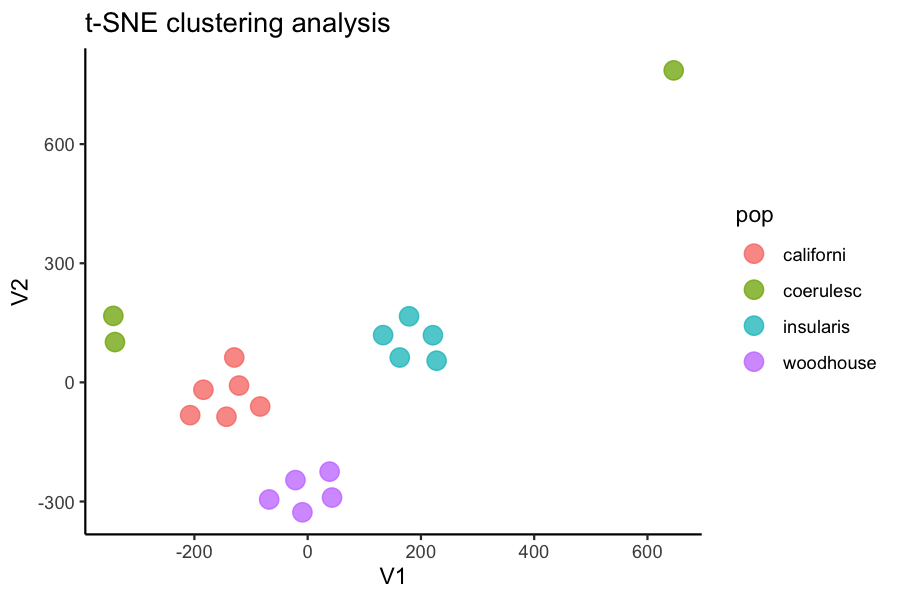 t-SNE clustering analysis
600
300
0
-300
V2
-200
0
200
400
600
V1
pop
californi
coerulesc
insularis
woodhouse